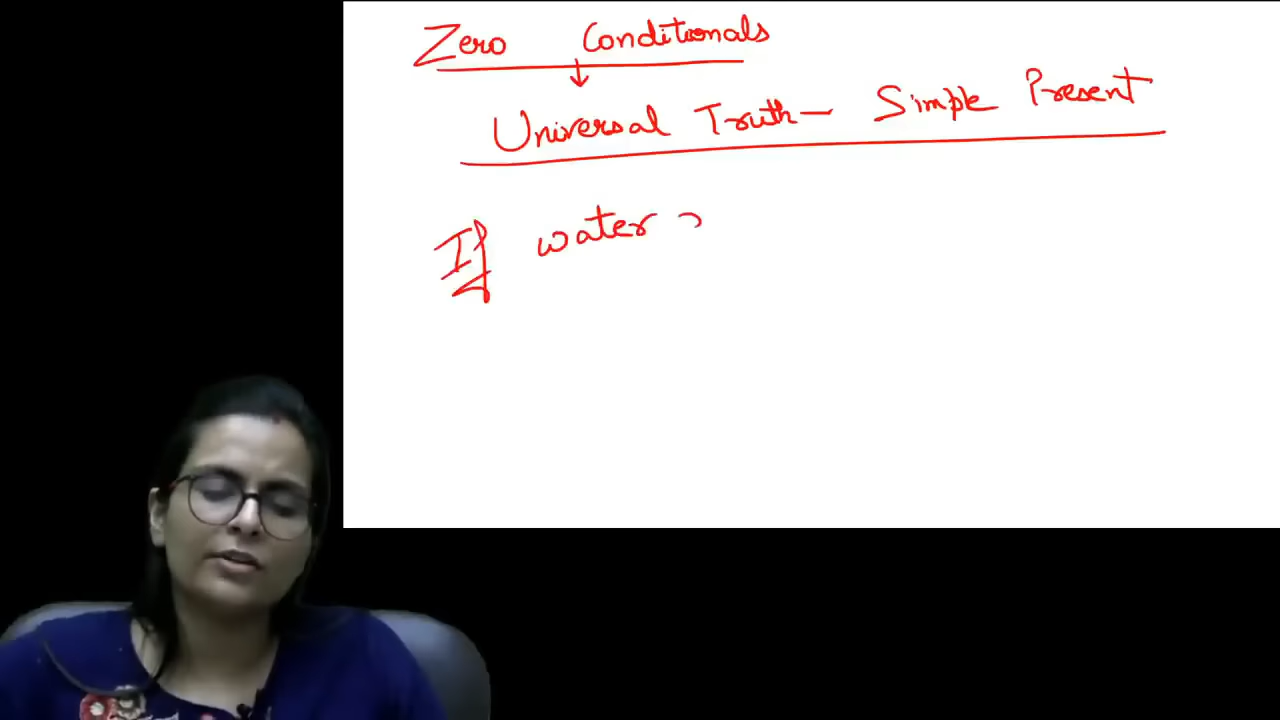 Zero Conditionals
Universal Truth - Simple Present
If water